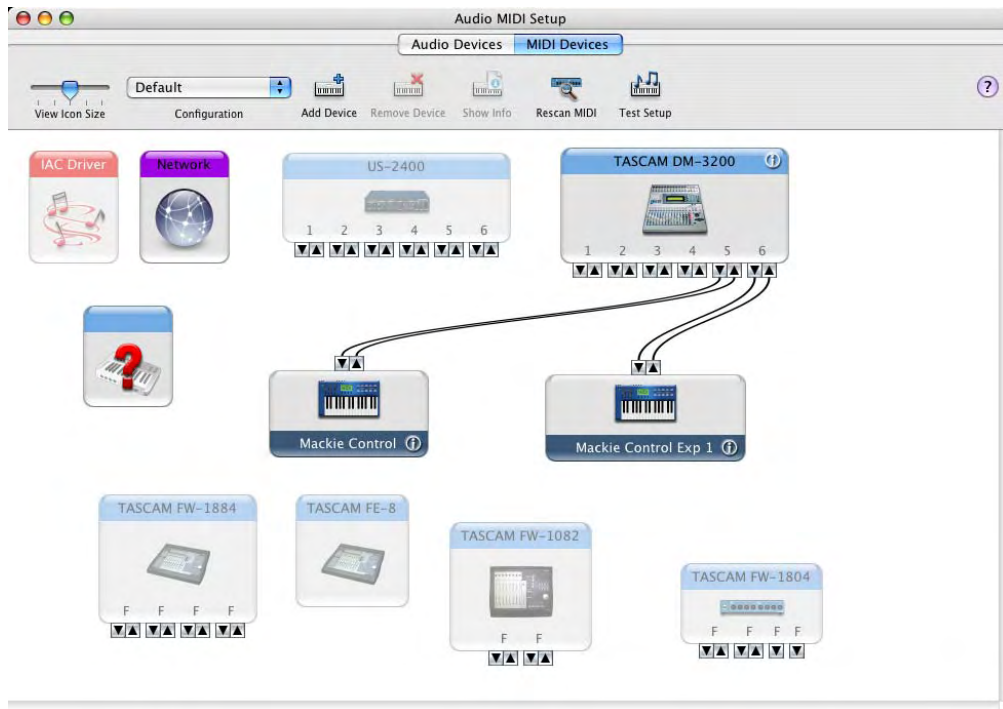 Audio MIDI Setup
Audio Devices MIDI Devices
Default
?
View Icon Size Configuration Add Device Remove Device Show Info Rescan MIDI Test Setup
IAC Driver
Network
US-2400
1 2 3 4 5 6
TASCAM DM-3200 i
1 2 3 4 5 6
?
Mackie Control i
Mackie Control Exp 1 i
TASCAM FW-1884
F F F F
TASCAM FE-8
TASCAM FW-1082
F F
TASCAM FW-1804
F F F F